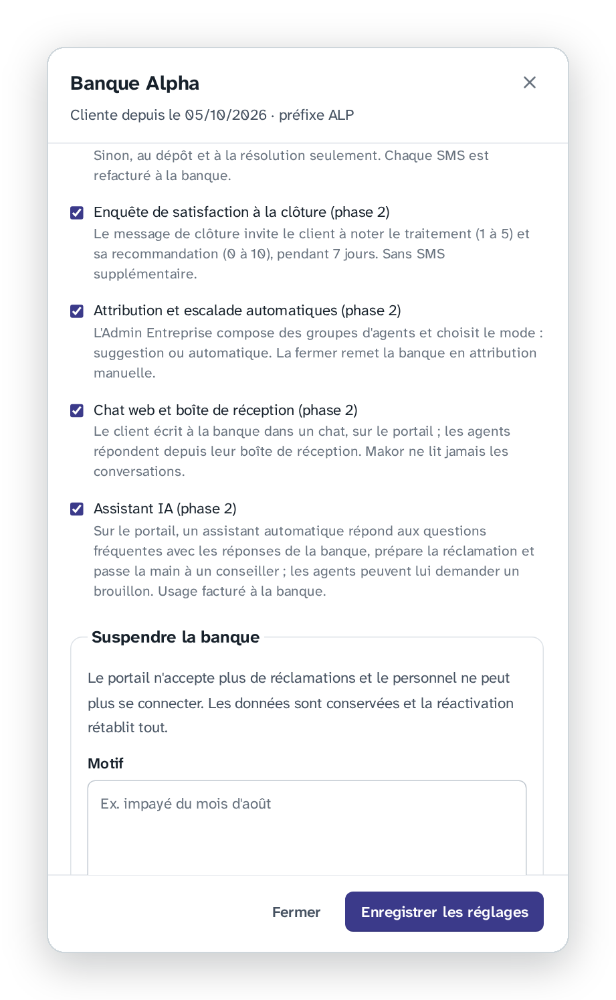 Banque Alpha
Cliente depuis le 05/10/2026 · préfixe ALP
Sinon, au dépôt et à la résolution seulement. Chaque SMS est
refacturé à la banque.
Enquête de satisfaction à la clôture (phase 2)
Le message de clôture invite le client à noter le traitement (1 à 5) et
sa recommandation (0 à 10), pendant 7 jours. Sans SMS
supplémentaire.
Attribution et escalade automatiques (phase 2)
L'Admin Entreprise compose des groupes d'agents et choisit le mode :
suggestion ou automatique. La fermer remet la banque en attribution
manuelle.
Chat web et boîte de réception (phase 2)
Le client écrit à la banque dans un chat, sur le portail ; les agents
répondent depuis leur boîte de réception. Makor ne lit jamais les
conversations.
Assistant IA (phase 2)
Sur le portail, un assistant automatique répond aux questions
fréquentes avec les réponses de la banque, prépare la réclamation et
passe la main à un conseiller ; les agents peuvent lui demander un
brouillon. Usage facturé à la banque.
Suspendre la banque
Le portail n'accepte plus de réclamations et le personnel ne peut
plus se connecter. Les données sont conservées et la réactivation
rétablit tout.
Motif
Ex. impayé du mois d'août
Fermer
Enregistrer les réglages